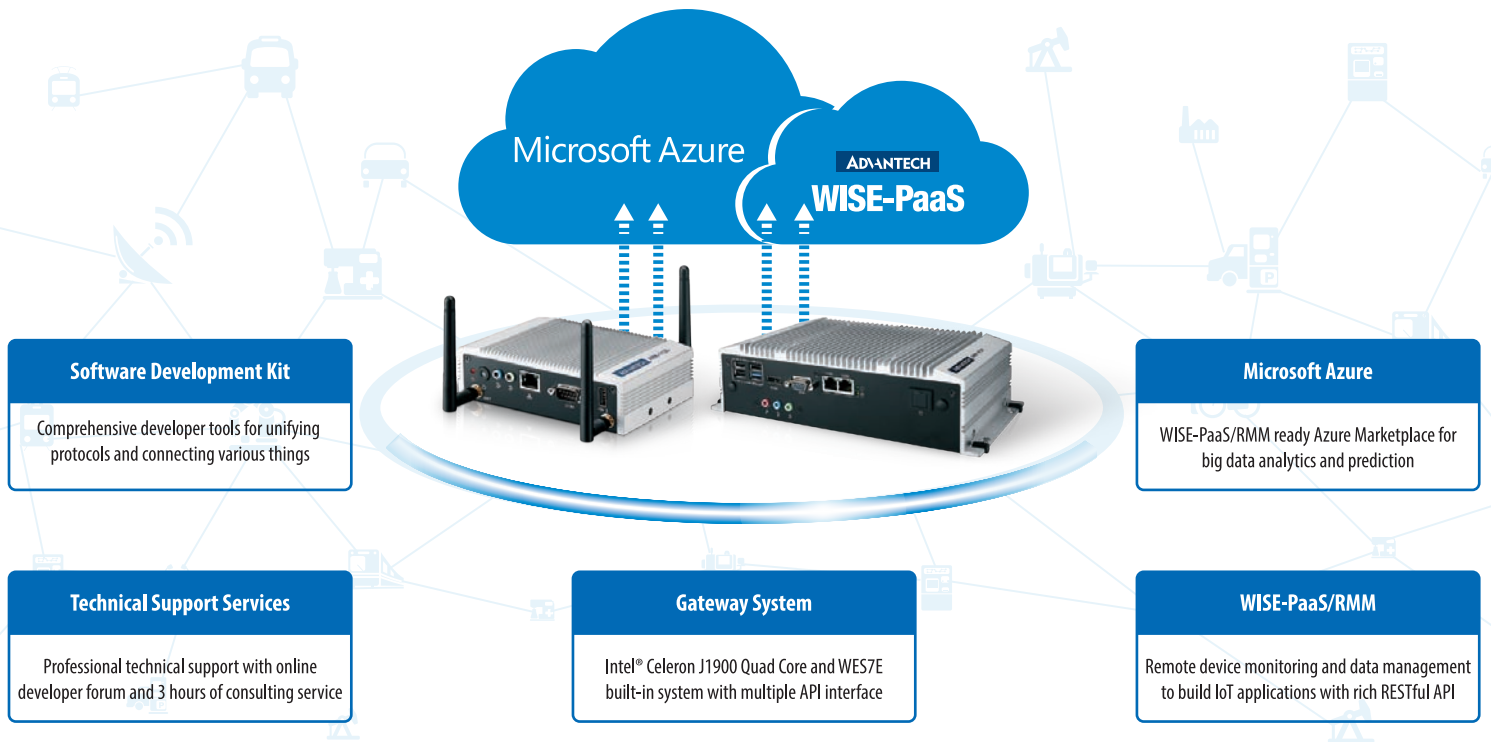 Microsoft Azure
ADVANTECH
WISE-PaaS
Software Development Kit
Comprehensive developer tools for unifying
protocols and connecting various things
Microsoft Azure
WISE-PaaS/RMM ready Azure Marketplace for
big data analytics and prediction
Technical Support Services
Professional technical support with online
developer forum and 3 hours of consulting service
Gateway System
Intel® Celeron J1900 Quad Core and WES7E
built-in system with multiple API interface
WISE-PaaS/RMM
Remote device monitoring and data management
to build IoT applications with rich RESTful API